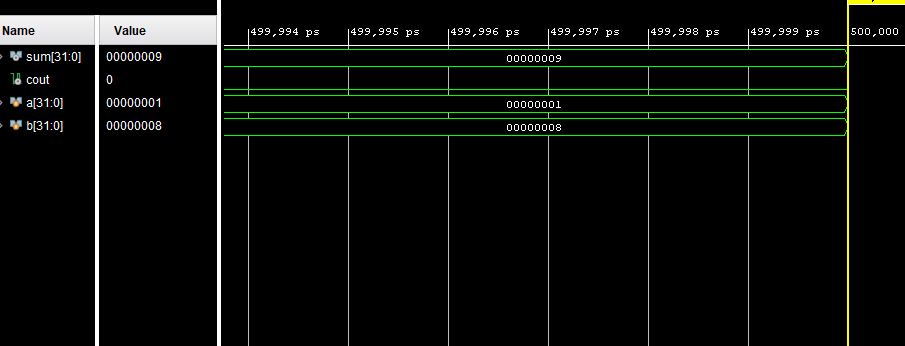 Name Value
499,994 ps 499,995 ps 499,996 ps 499,997 ps 499,998 ps 499,999 ps 500,000
sum[31:0] 00000009 00000009
cout 0
a[31:0] 00000001 00000001
b[31:0] 00000008 00000008